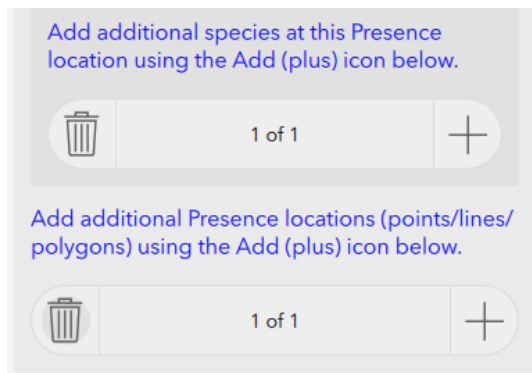 Add additional species at this Presence
location using the Add (plus) icon below.
1 of 1
Add additional Presence locations (points/lines/
polygons) using the Add (plus) icon below.
1 of 1